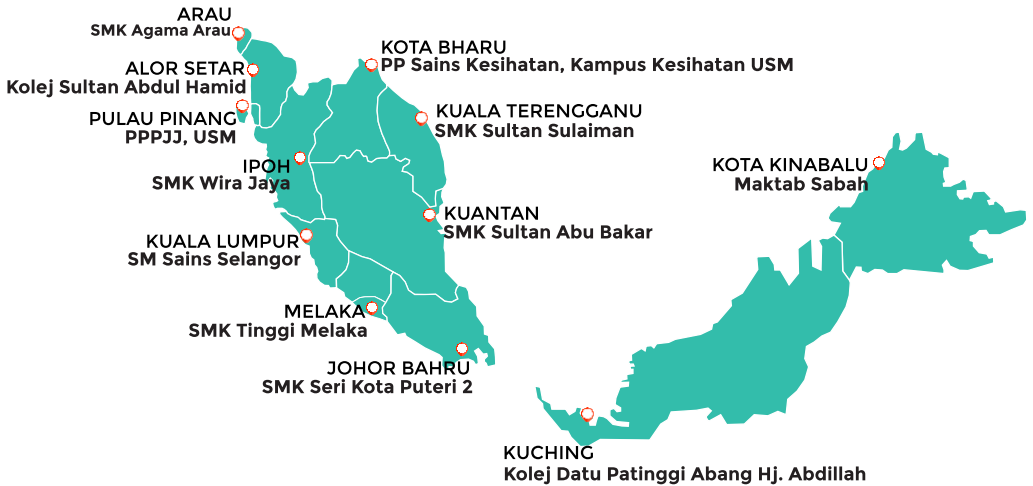 ARAU
SMK Agama Arau
KOTA BHARU
PP Sains Kesihatan, Kampus Kesihatan USM
ALOR SETAR
Kolej Sultan Abdul Hamid
KUALA TERENGGANU
SMK Sultan Sulaiman
PULAU PINANG
PPPJJ, USM
IPOH
SMK Wira Jaya
KOTA KINABALU
Maktab Sabah
KUANTAN
SMK Sultan Abu Bakar
KUALA LUMPUR
SM Sains Selangor
MELAKA
SMK Tinggi Melaka
JOHOR BAHRU
SMK Seri Kota Puteri 2
KUCHING
Kolej Datu Patinggi Abang Hj. Abdillah